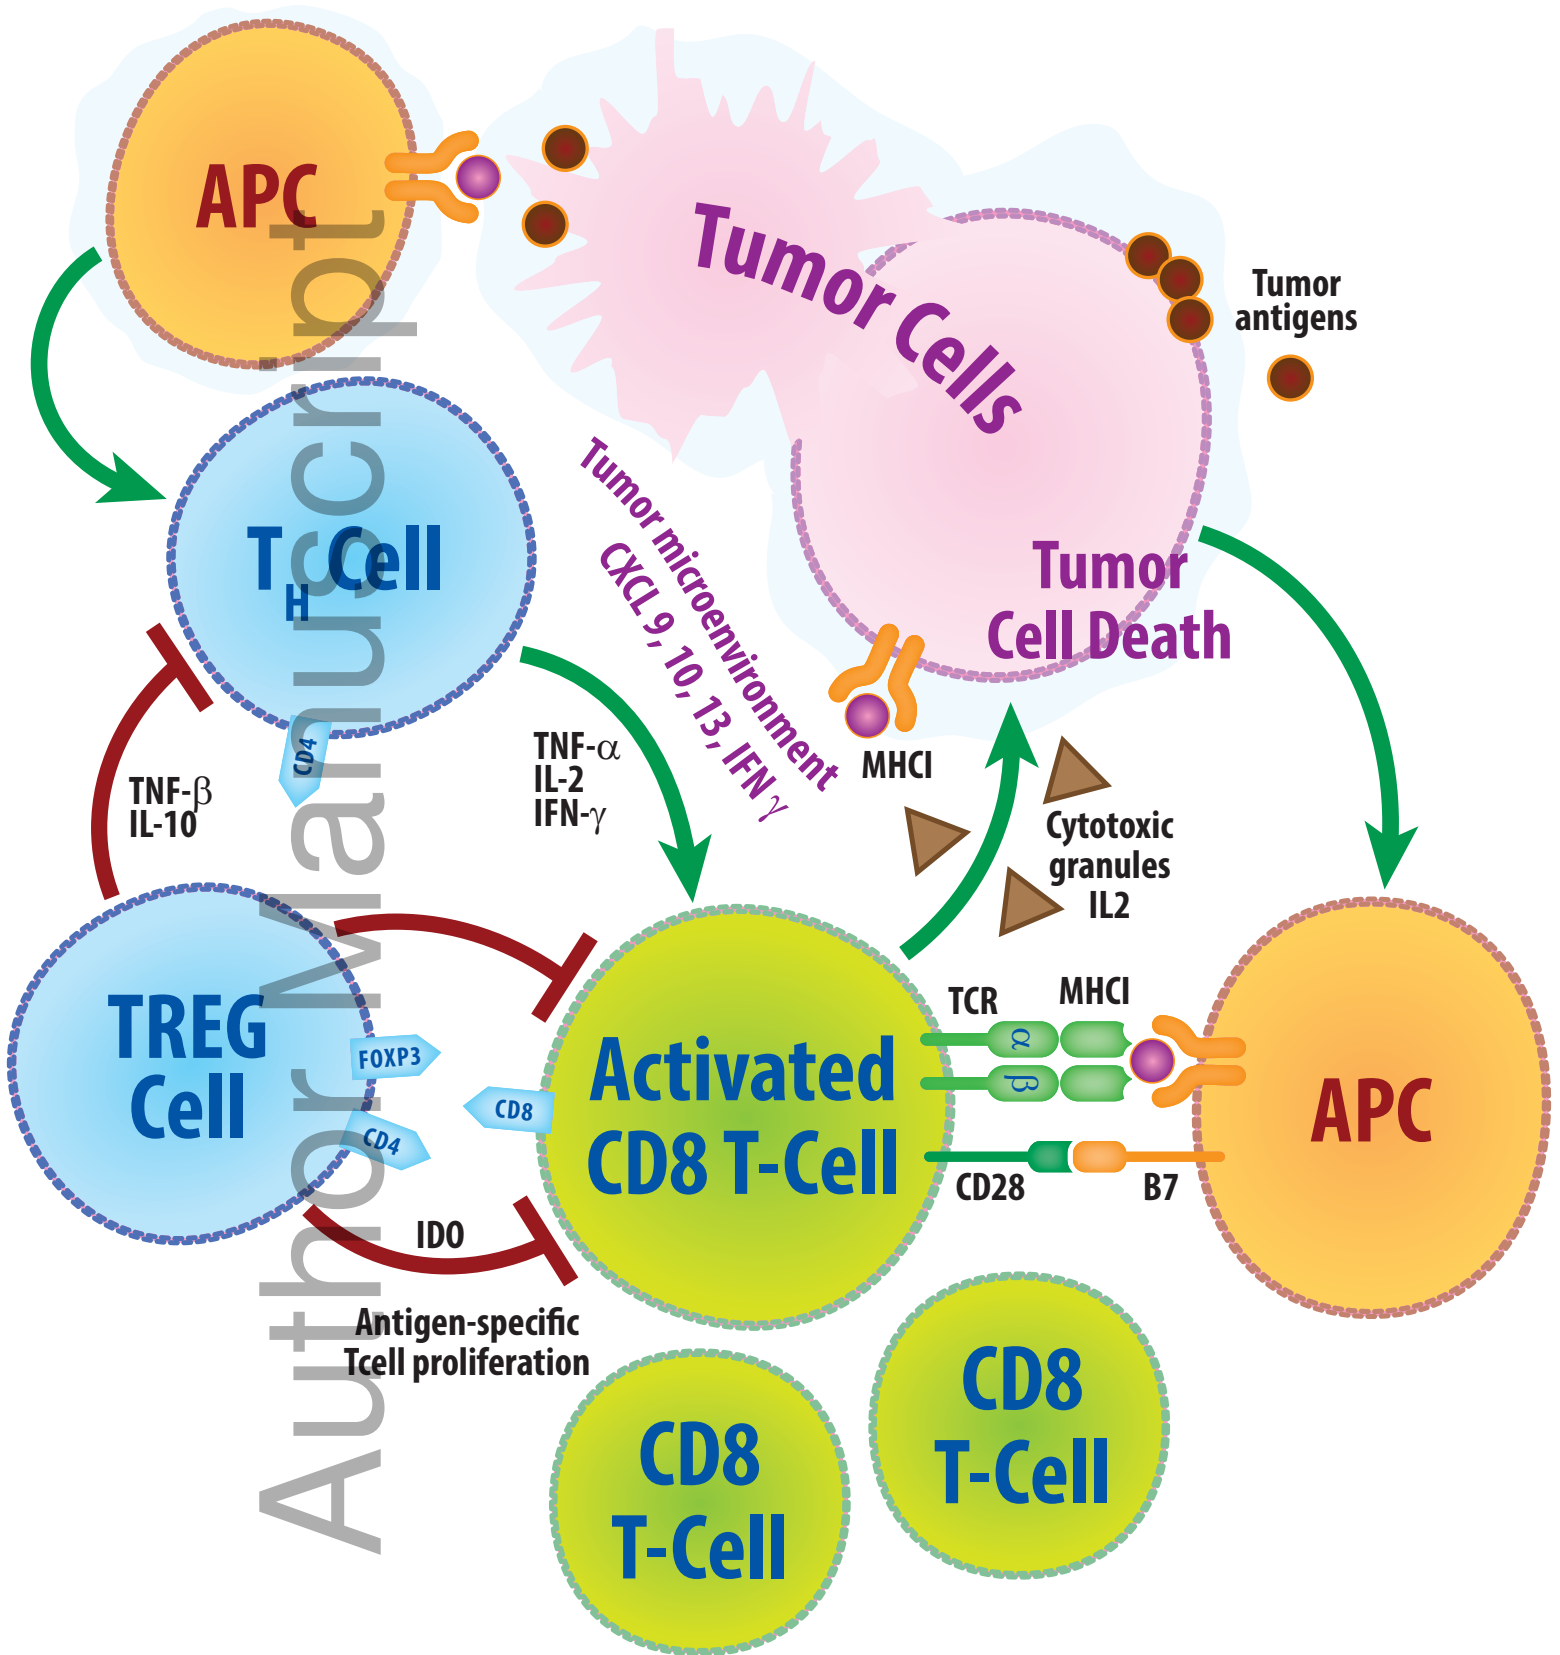 APC
Tumor Cells
Tumor
antigens
TH Cell
Tumor microenvironment
CXCL 9, 10, 13, IFN γ
Tumor
Cell Death
CD4
TNF-α
IL-2
IFN-γ
MHCI
TNF-β
IL-10
Cytotoxic
granules
IL2
TREG
Cell
FOXP3
CD4
CD8
Activated
CD8 T-Cell
TCR
MHCI
α
β
CD28
B7
APC
IDO
Antigen-specific
Tcell proliferation
CD8
T-Cell
CD8
T-Cell
Author Manuscript